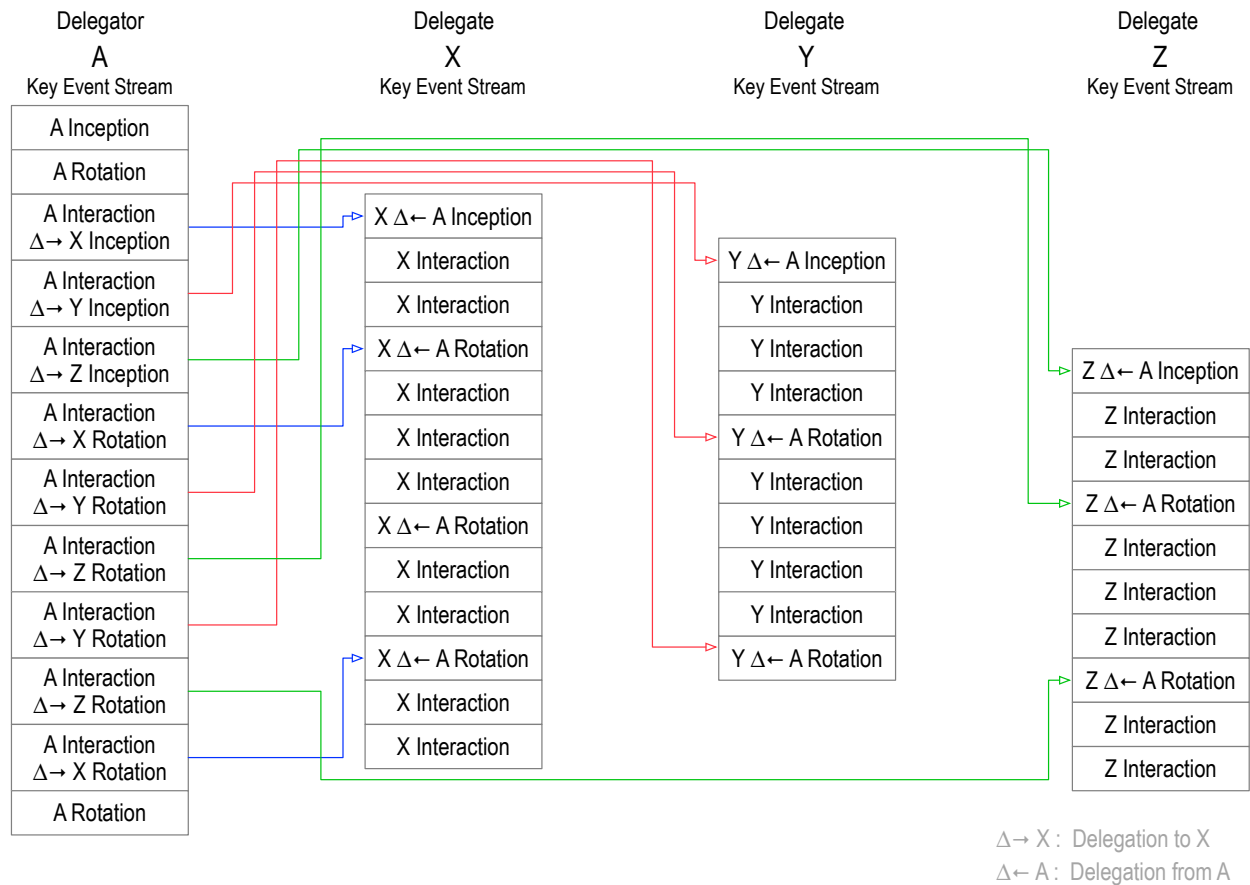 Delegator
A
Key Event Stream
A Inception
A Rotation
A Interaction
Δ→ X Inception
A Interaction
Δ→ Y Inception
A Interaction
Δ→ Z Inception
A Interaction
Δ→ X Rotation
A Interaction
Δ→ Y Rotation
A Interaction
Δ→ Z Rotation
A Interaction
Δ→ Y Rotation
A Interaction
Δ→ Z Rotation
A Interaction
Δ→ X Rotation
A Rotation
Delegate
X
Key Event Stream
X Δ← A Inception
X Interaction
X Interaction
X Δ← A Rotation
X Interaction
X Interaction
X Interaction
X Δ← A Rotation
X Interaction
X Interaction
X Δ← A Rotation
X Interaction
X Interaction
Delegate
Y
Key Event Stream
Y Δ← A Inception
Y Interaction
Y Interaction
Y Interaction
Y Δ← A Rotation
Y Interaction
Y Interaction
Y Interaction
Y Interaction
Y Δ← A Rotation
Delegate
Z
Key Event Stream
Z Δ← A Inception
Z Interaction
Z Interaction
Z Δ← A Rotation
Z Interaction
Z Interaction
Z Interaction
Z Δ← A Rotation
Z Interaction
Z Interaction
Δ→ X : Delegation to X
Δ← A : Delegation from A